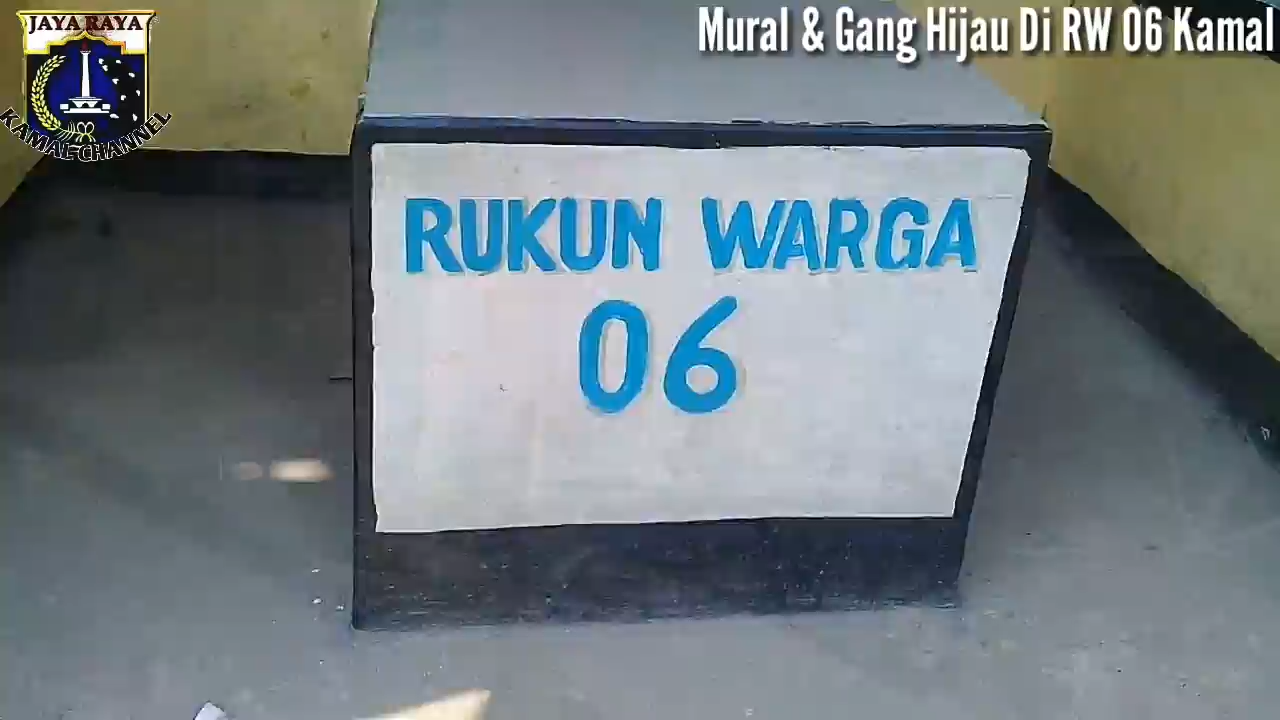 JAYA RAYA
KAMAL CHANNEL
Mural & Gang Hijau Di RW 06 Kamal
RUKUN WARGA
06